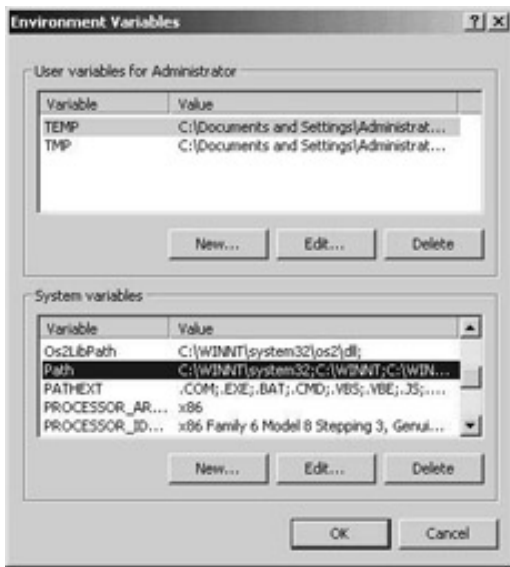 Environment Variables
User variables for Administrator
Variable Value
TEMP C:\Documents and Settings\Administrat...
TMP C:\Documents and Settings\Administrat...
New... Edit... Delete
System variables
Variable Value
Os2LibPath C:\WINNT\system32\os2\dll;
Path C:\WINNT\system32;C:\WINNT;C:\WIN...
PATHEXT .COM;.EXE;.BAT;.CMD;.VBS;.VBE;.JS;....
PROCESSOR_AR... x86
PROCESSOR_ID... x86 Family 6 Model 8 Stepping 3, Genui...
New... Edit... Delete
OK Cancel